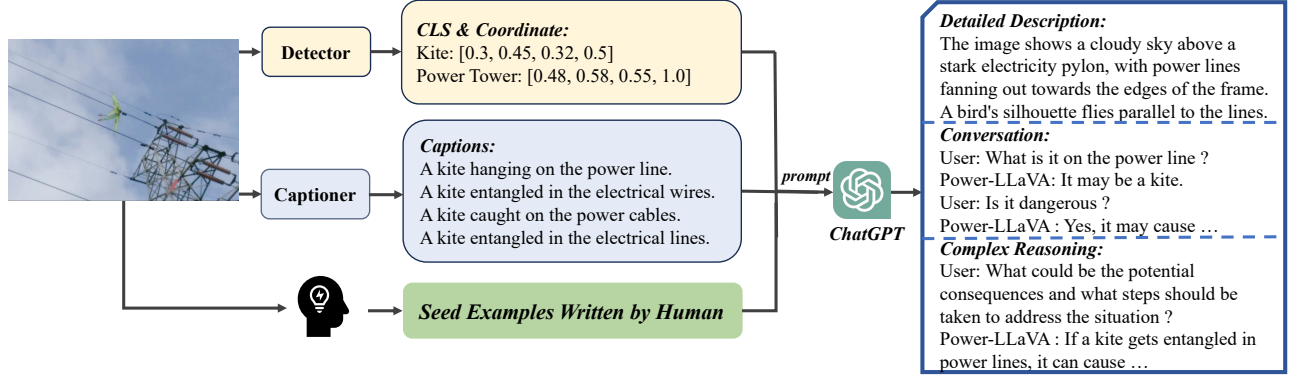 Detector
CLS & Coordinate:
Kite: [0.3, 0.45, 0.32, 0.5]
Power Tower: [0.48, 0.58, 0.55, 1.0]
Captioner
Captions:
A kite hanging on the power line.
A kite entangled in the electrical wires.
A kite caught on the power cables.
A kite entangled in the electrical lines.
Seed Examples Written by Human
prompt
ChatGPT
Detailed Description:
The image shows a cloudy sky above a
stark electricity pylon, with power lines
fanning out towards the edges of the frame.
A bird's silhouette flies parallel to the lines.
Conversation:
User: What is it on the power line ?
Power-LLaVA: It may be a kite.
User: Is it dangerous ?
Power-LLaVA : Yes, it may cause …
Complex Reasoning:
User: What could be the potential
consequences and what steps should be
taken to address the situation ?
Power-LLaVA : If a kite gets entangled in
power lines, it can cause …